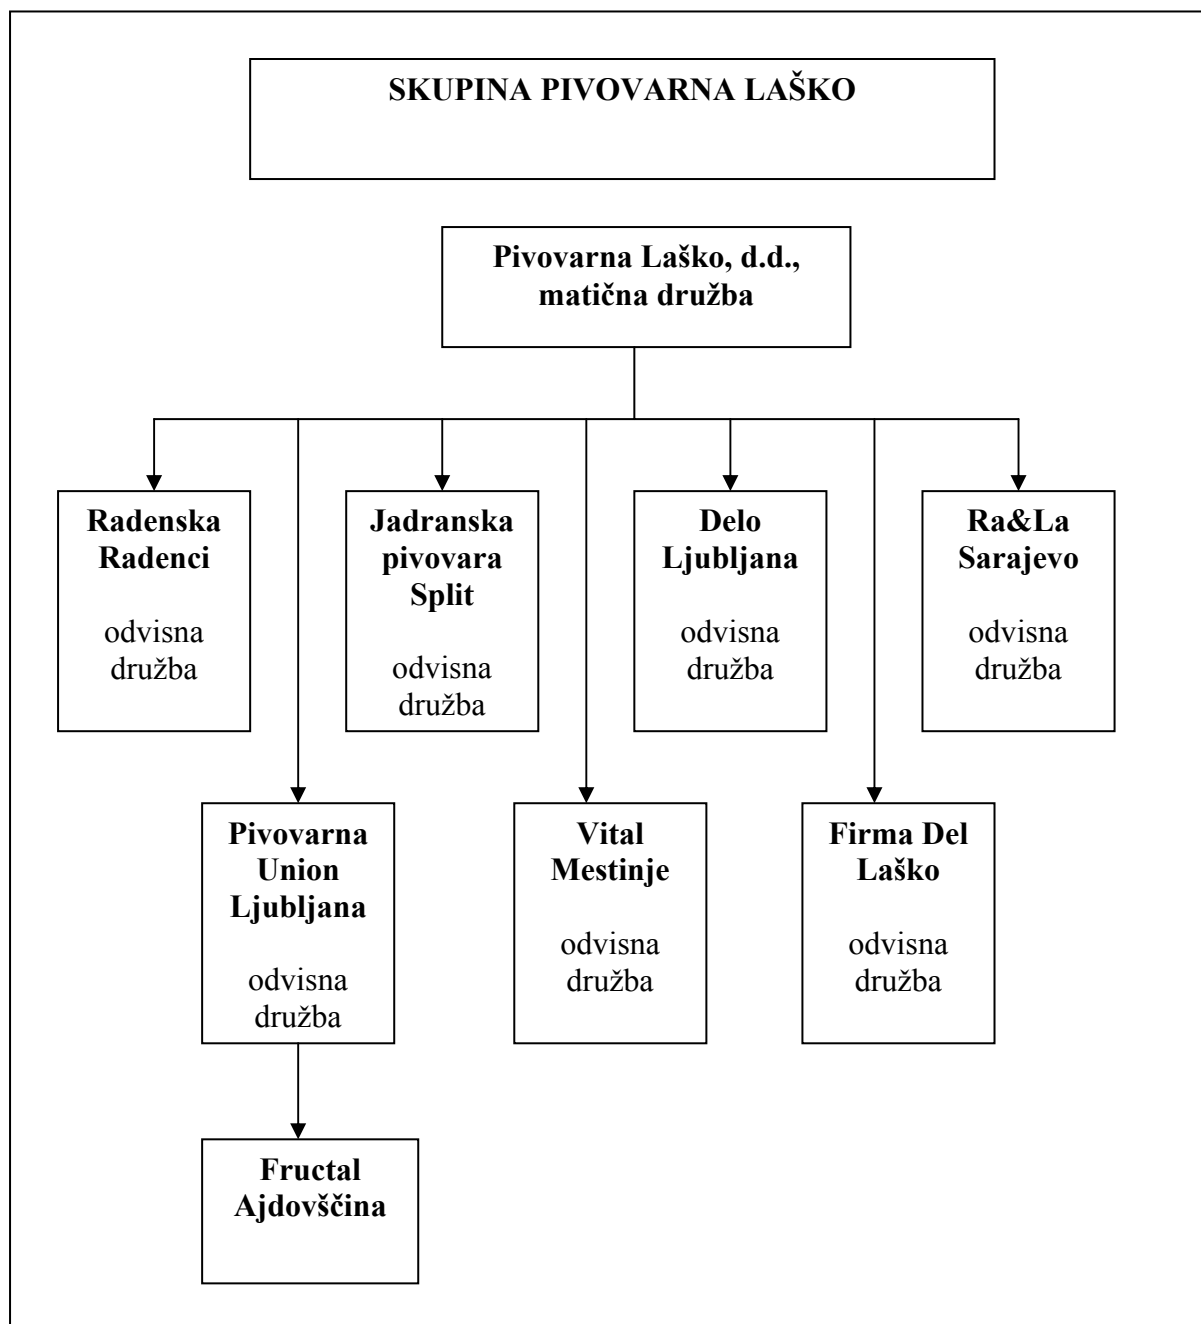 SKUPINA PIVOVARNA LAŠKO
Pivovarna Laško, d.d.,
matična družba
Radenska
Radenci
odvisna
družba
Jadranska
pivovara
Split
odvisna
družba
Delo
Ljubljana
odvisna
družba
Ra&La
Sarajevo
odvisna
družba
Pivovarna
Union
Ljubljana
odvisna
družba
Vital
Mestinje
odvisna
družba
Firma Del
Laško
odvisna
družba
Fructal
Ajdovščina